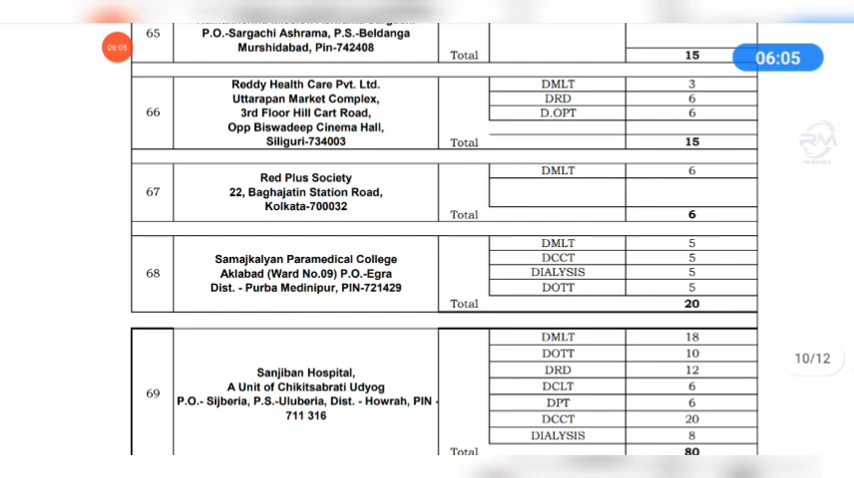 65
P.O.-Sargachi Ashrama, P.S.-Beldanga
Murshidabad, Pin-742408
Total 15
06:05
06:05
66
Reddy Health Care Pvt. Ltd.
Uttarapan Market Complex,
3rd Floor Hill Cart Road,
Opp Biswadeep Cinema Hall,
Siliguri-734003
DMLT 3
DRD 6
D.OPT 6
Total 15
RM
67
Red Plus Society
22, Baghajatin Station Road,
Kolkata-700032
DMLT 6
Total 6
68
Samajkalyan Paramedical College
Aklabad (Ward No.09) P.O.-Egra
Dist. - Purba Medinipur, PIN-721429
DMLT 5
DCCT 5
DIALYSIS 5
DOTT 5
Total 20
69
Sanjiban Hospital,
A Unit of Chikitsabrati Udyog
P.O.- Sijberia, P.S.-Uluberia, Dist. - Howrah, PIN -
711 316
DMLT 18
DOTT 10
DRD 12
DCLT 6
DPT 6
DCCT 20
DIALYSIS 8
Total 80
10/12